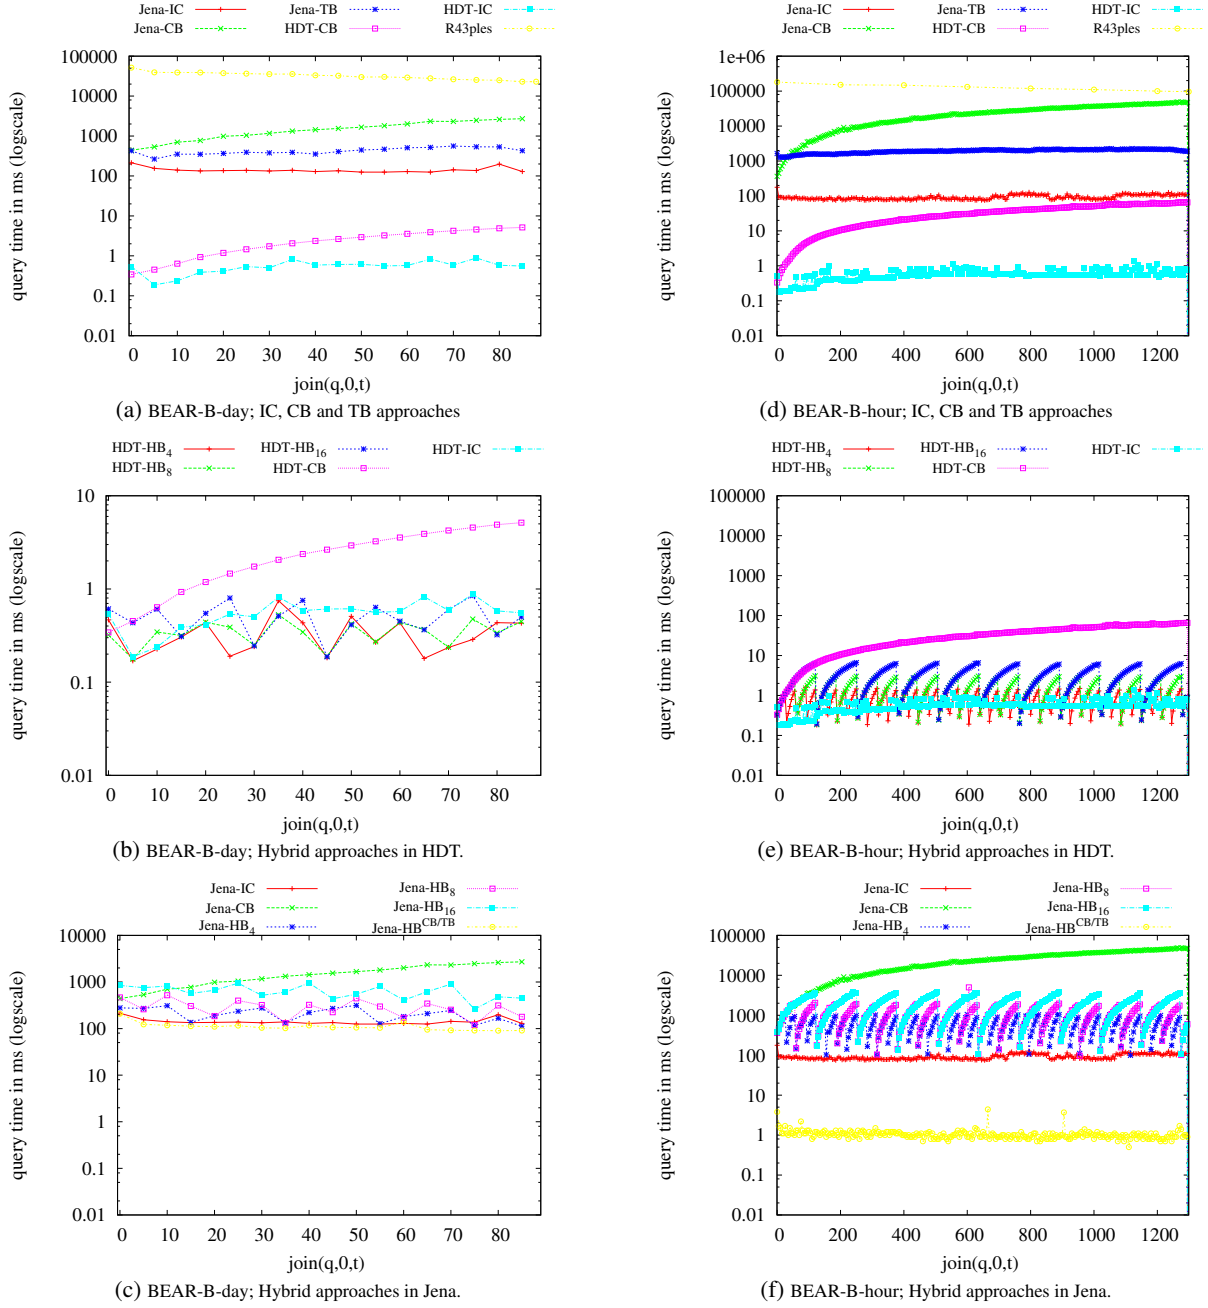 Jena-IC Jena-TB HDT-IC
Jena-CB HDT-CB R43ples
100000
10000
1000
100
10
1
0.1
0.01
query time in ms (logscale)
0 10 20 30 40 50 60 70 80
join(q,0,t)
(a) BEAR-B-day; IC, CB and TB approaches
Jena-IC Jena-TB HDT-IC
Jena-CB HDT-CB R43ples
1e+06
100000
10000
1000
100
10
1
0.1
0.01
query time in ms (logscale)
0 200 400 600 800 1000 1200
join(q,0,t)
(d) BEAR-B-hour; IC, CB and TB approaches
HDT-HB4 HDT-HB16 HDT-IC
HDT-HB8 HDT-CB
10
1
0.1
0.01
query time in ms (logscale)
0 10 20 30 40 50 60 70 80
join(q,0,t)
(b) BEAR-B-day; Hybrid approaches in HDT.
HDT-HB4 HDT-HB16 HDT-IC
HDT-HB8 HDT-CB
100000
10000
1000
100
10
1
0.1
0.01
query time in ms (logscale)
0 200 400 600 800 1000 1200
join(q,0,t)
(e) BEAR-B-hour; Hybrid approaches in HDT.
Jena-IC Jena-HB8
Jena-CB Jena-HB16
Jena-HB4 Jena-HBCB/TB
10000
1000
100
10
1
0.1
0.01
query time in ms (logscale)
0 10 20 30 40 50 60 70 80
join(q,0,t)
(c) BEAR-B-day; Hybrid approaches in Jena.
Jena-IC Jena-HB8
Jena-CB Jena-HB16
Jena-HB4 Jena-HBCB/TB
100000
10000
1000
100
10
1
0.1
0.01
query time in ms (logscale)
0 200 400 600 800 1000 1200
join(q,0,t)
(f) BEAR-B-hour; Hybrid approaches in Jena.